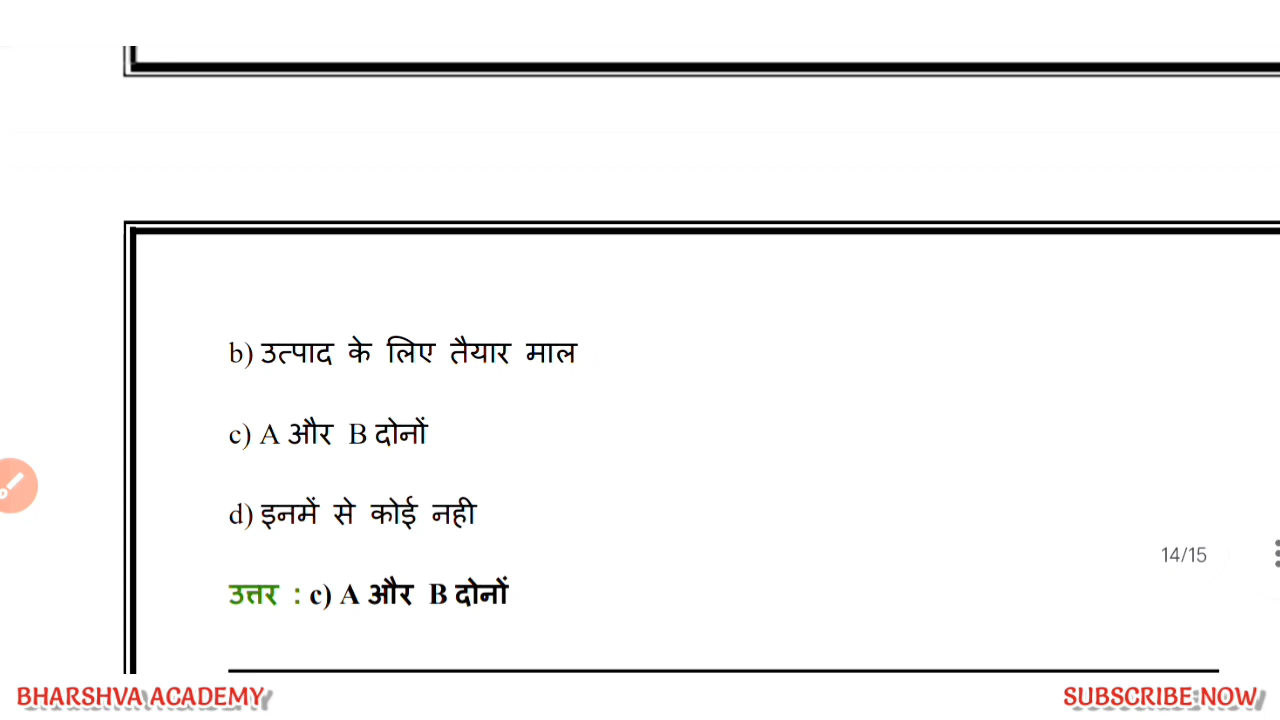 b) उत्पाद के लिए तैयार माल
c) A और B दोनों
d) इनमें से कोई नही
14/15
उत्तर : c) A और B दोनों
BHARSHVA ACADEMY
SUBSCRIBE NOW